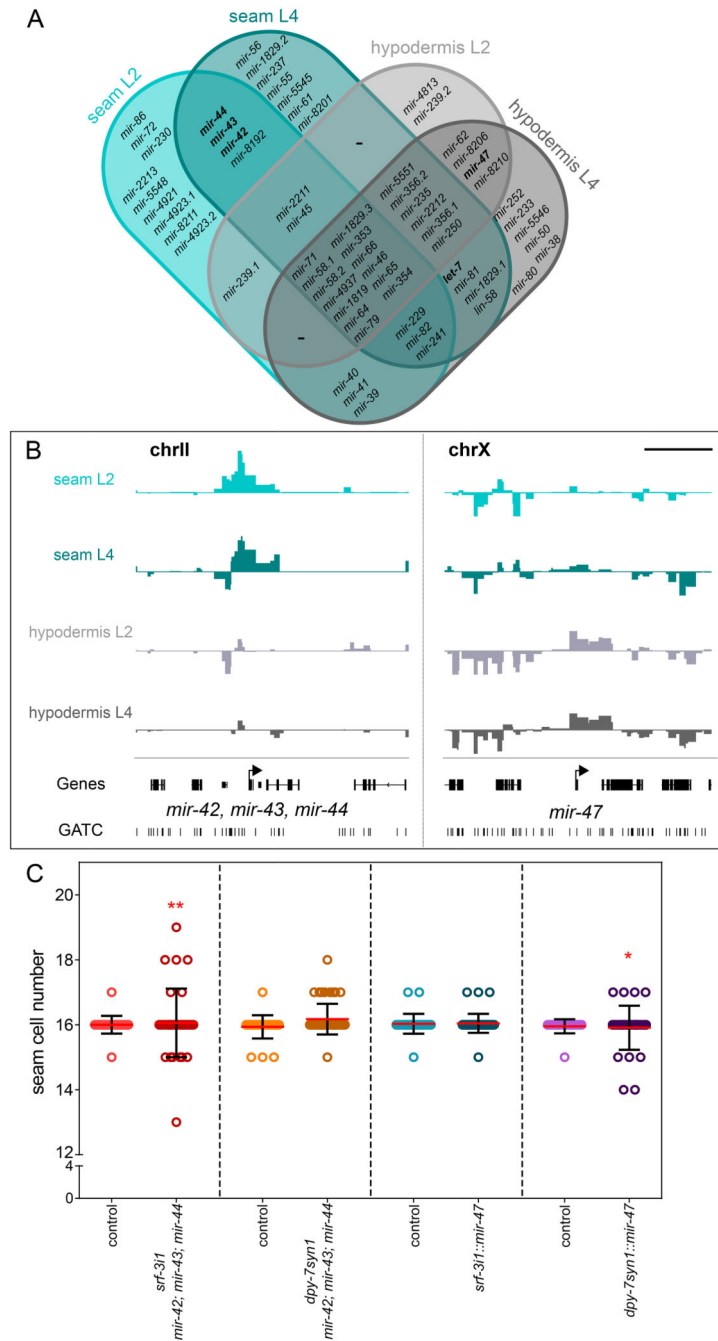 A
seam L2
seam L4
hypodermis L2
hypodermis L4
mir-86
mir-72
mir-230
mir-2213
mir-5548
mir-4921
mir-4923.1
mir-8211
mir-4923.2
mir-44
mir-43
mir-42
mir-8192
mir-56
mir-1829.2
mir-237
mir-55
mir-5545
mir-61
mir-8201
-
mir-4813
mir-239.2
mir-62
mir-8206
mir-47
mir-8210
mir-252
mir-233
mir-5546
mir-50
mir-38
mir-80
mir-2211
mir-45
mir-239.1
mir-5551
mir-356.2
mir-235
mir-2212
mir-356.1
mir-250
mir-1829.3
mir-353
mir-66
mir-46
mir-65
mir-354
mir-71
mir-58.1
mir-58.2
mir-4937
mir-1819
mir-64
mir-79
let-7
mir-81
mir-1829.1
lin-58
mir-229
mir-82
mir-241
-
mir-40
mir-41
mir-39
B
chrII
chrX
seam L2
seam L4
hypodermis L2
hypodermis L4
Genes
mir-42, mir-43, mir-44
mir-47
GATC
C
seam cell number
20
18
16
14
12
4
0
**
*
control
srf-3i1
mir-42; mir-43; mir-44
control
dpy-7syn1
mir-42; mir-43; mir-44
control
srf-3i1::mir-47
control
dpy-7syn1::mir-47